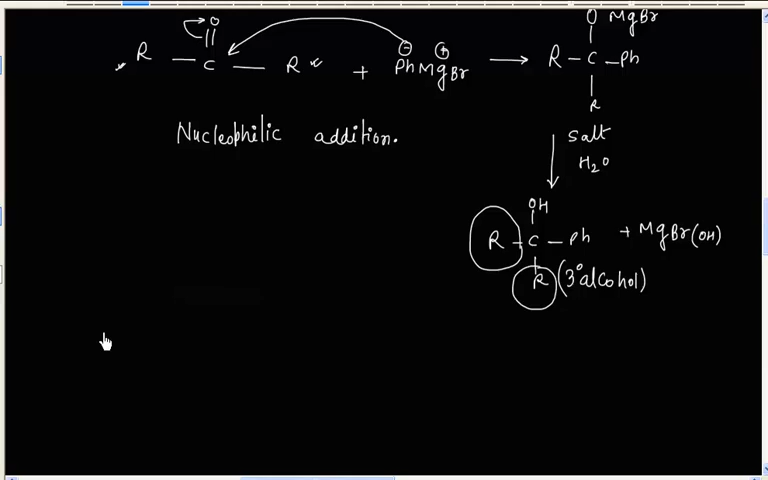 O
R — C — R + PhMgBr → R — C — Ph
O MgBr
R
Nucleophilic addition.
Salt
H2O
OH
R — C — Ph + MgBr(OH)
R (3° alcohol)